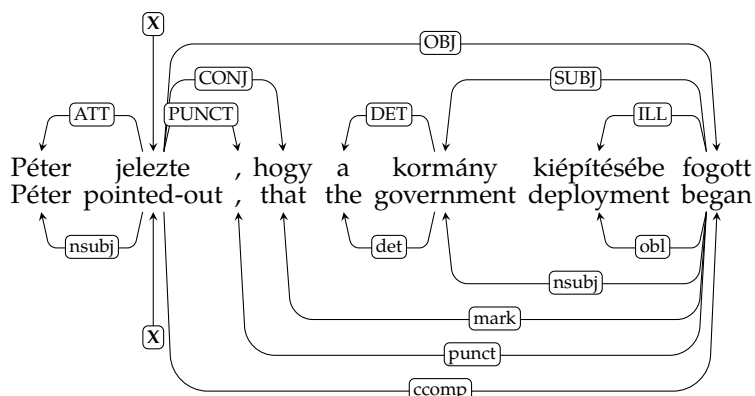 X
OBJ
CONJ SUBJ
ATT PUNCT DET ILL
Péter jelezte , hogy a kormány kiépítésébe fogott
Péter pointed-out , that the government deployment began
nsubj det obl
nsubj
mark
X
punct
ccomp